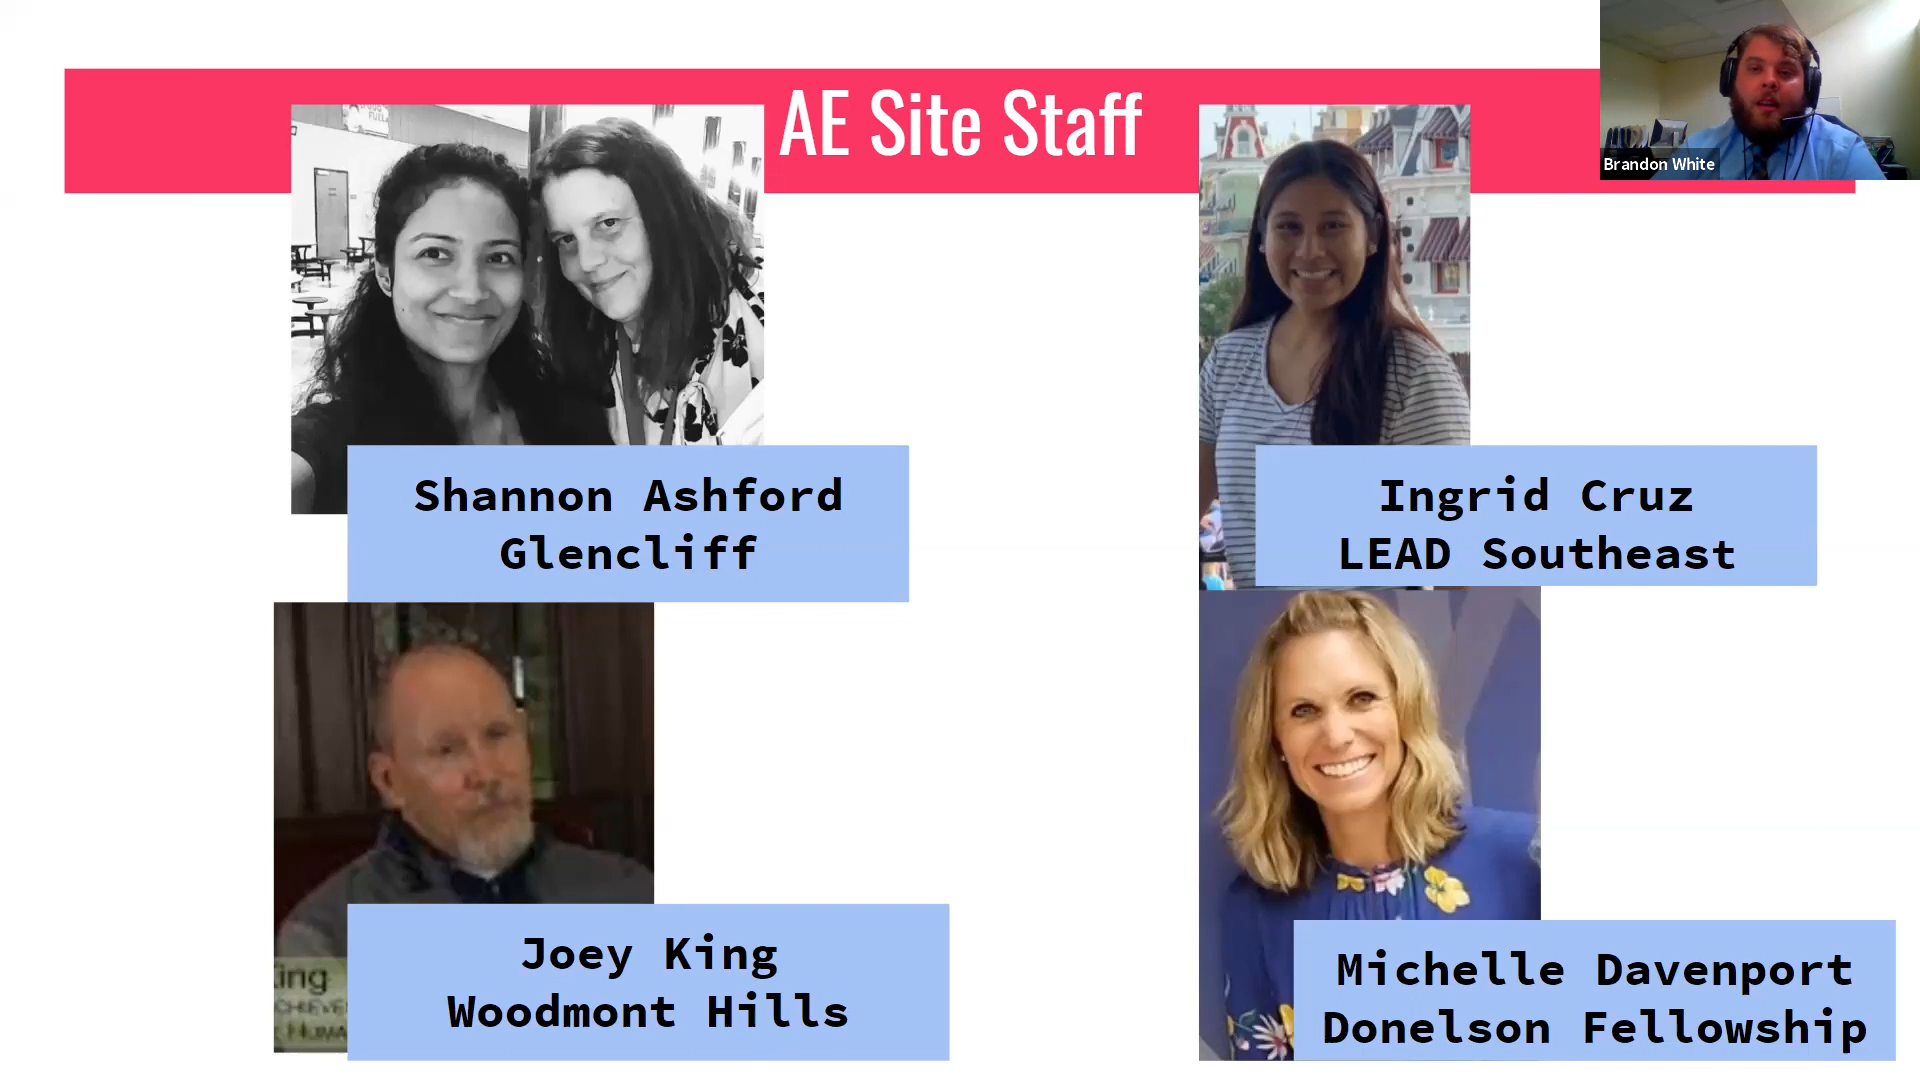 AE Site Staff
Brandon White
Shannon Ashford
Glencliff
Ingrid Cruz
LEAD Southeast
King
Joey King
Woodmont Hills
Michelle Davenport
Donelson Fellowship